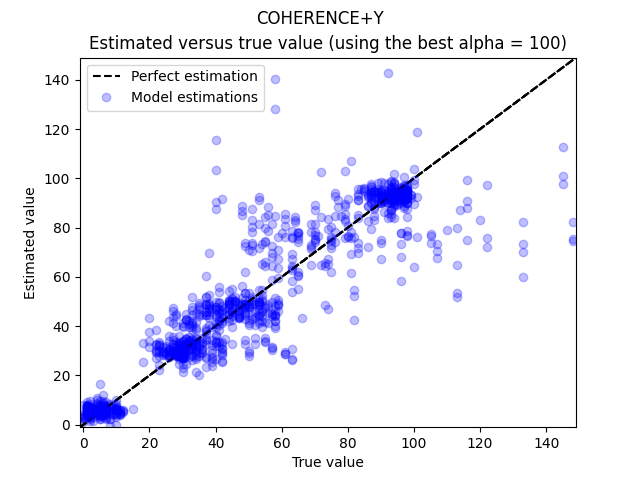 COHERENCE+Y
Estimated versus true value (using the best alpha = 100)
Perfect estimation
Model estimations
140
120
100
80
60
40
20
0
Estimated value
0 20 40 60 80 100 120 140
True value